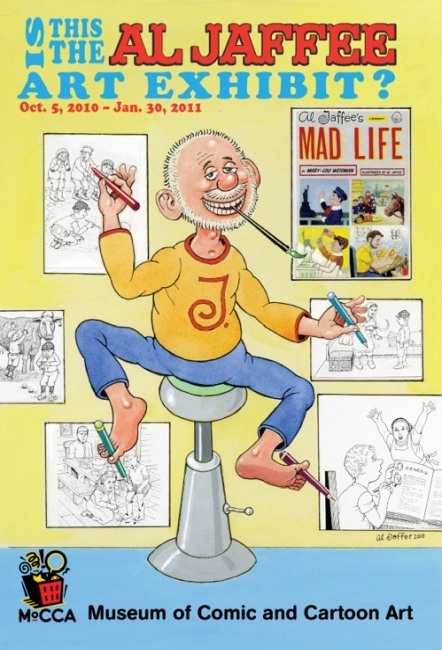 IS THIS THE AL JAFFEE
ART EXHIBIT?
Oct. 5, 2010 – Jan. 30, 2011
Al Jaffee's
MAD LIFE
J.
al Jaffee 2010
MoCCA
Museum of Comic and Cartoon Art